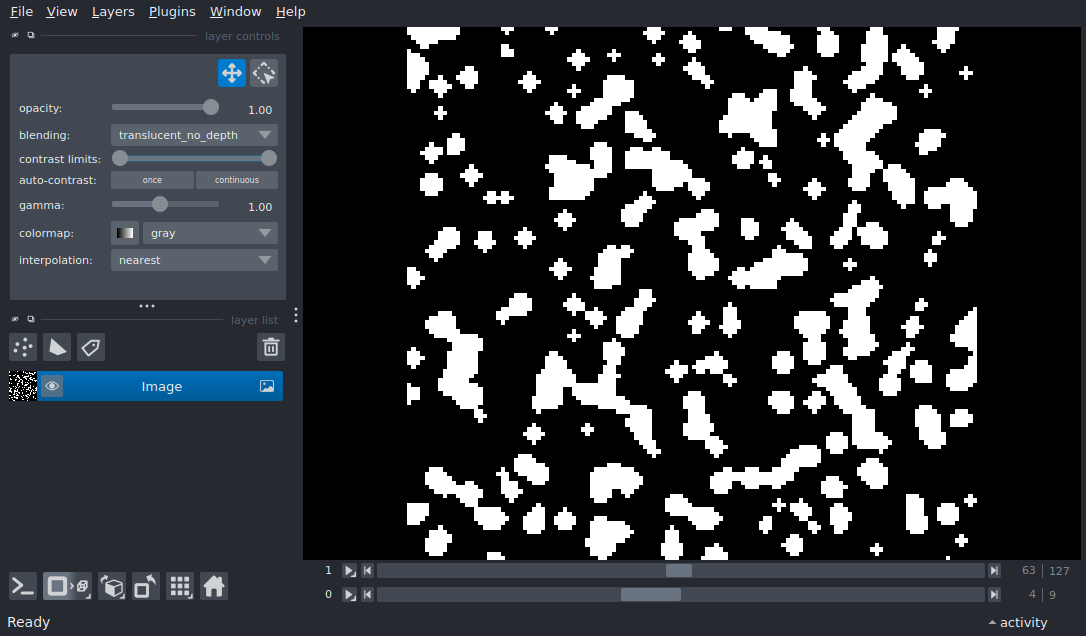 File View Layers Plugins Window Help
layer controls
opacity: 1.00
blending: translucent_no_depth
contrast limits:
auto-contrast: once continuous
gamma: 1.00
colormap: gray
interpolation: nearest
layer list
Image
1 63 127
0 4 9
Ready activity